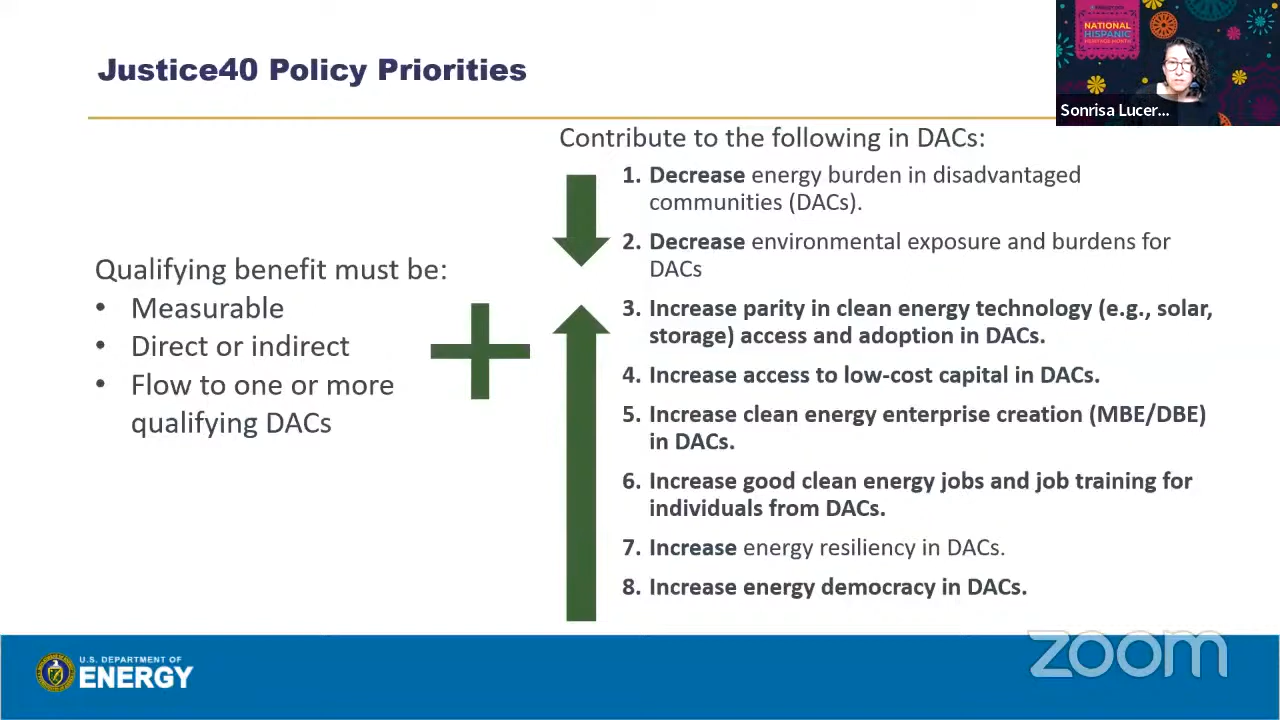 Justice40 Policy Priorities
NATIONAL
HISPANIC
HERITAGE MONTH
Sonrisa Lucer...
Contribute to the following in DACs:
1. Decrease energy burden in disadvantaged
communities (DACs).
2. Decrease environmental exposure and burdens for
DACs
3. Increase parity in clean energy technology (e.g., solar,
storage) access and adoption in DACs.
4. Increase access to low-cost capital in DACs.
5. Increase clean energy enterprise creation (MBE/DBE)
in DACs.
6. Increase good clean energy jobs and job training for
individuals from DACs.
7. Increase energy resiliency in DACs.
8. Increase energy democracy in DACs.
Qualifying benefit must be:
• Measurable
• Direct or indirect
• Flow to one or more
qualifying DACs
U.S. DEPARTMENT OF
ENERGY
zoom